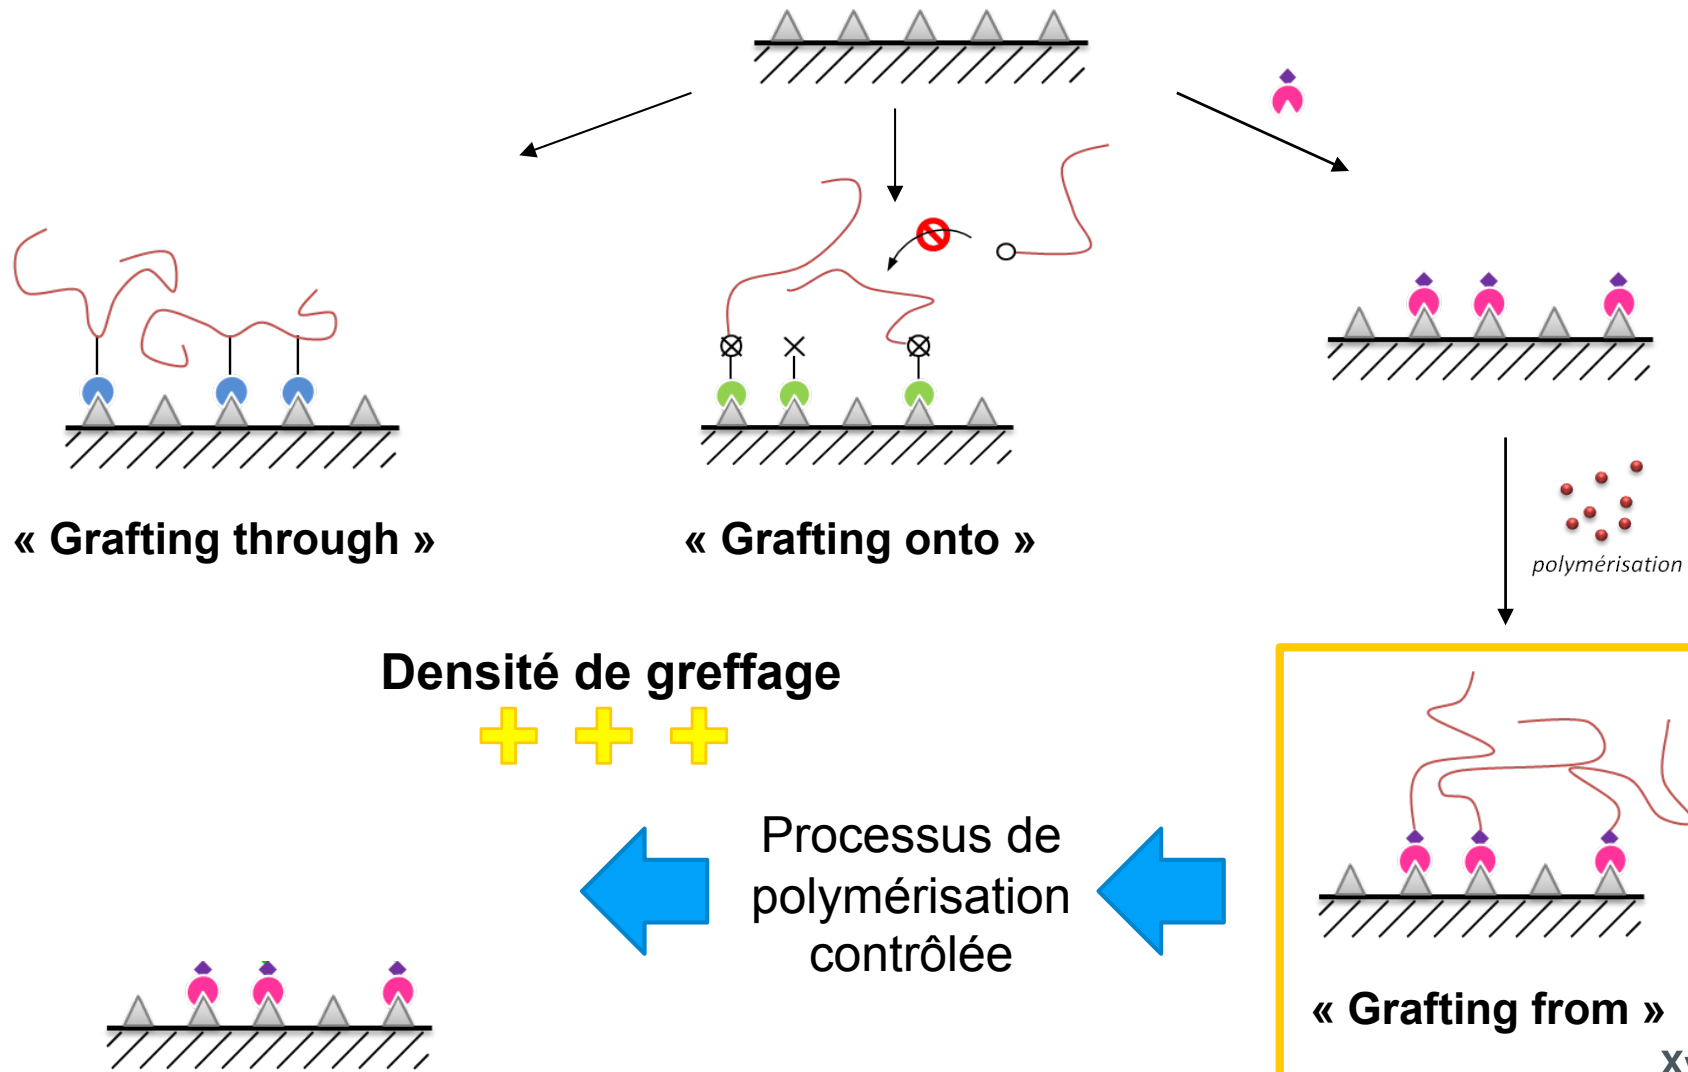 « Grafting through »
« Grafting onto »
polymérisation
Densité de greffage
Processus de
polymérisation
contrôlée
« Grafting from »